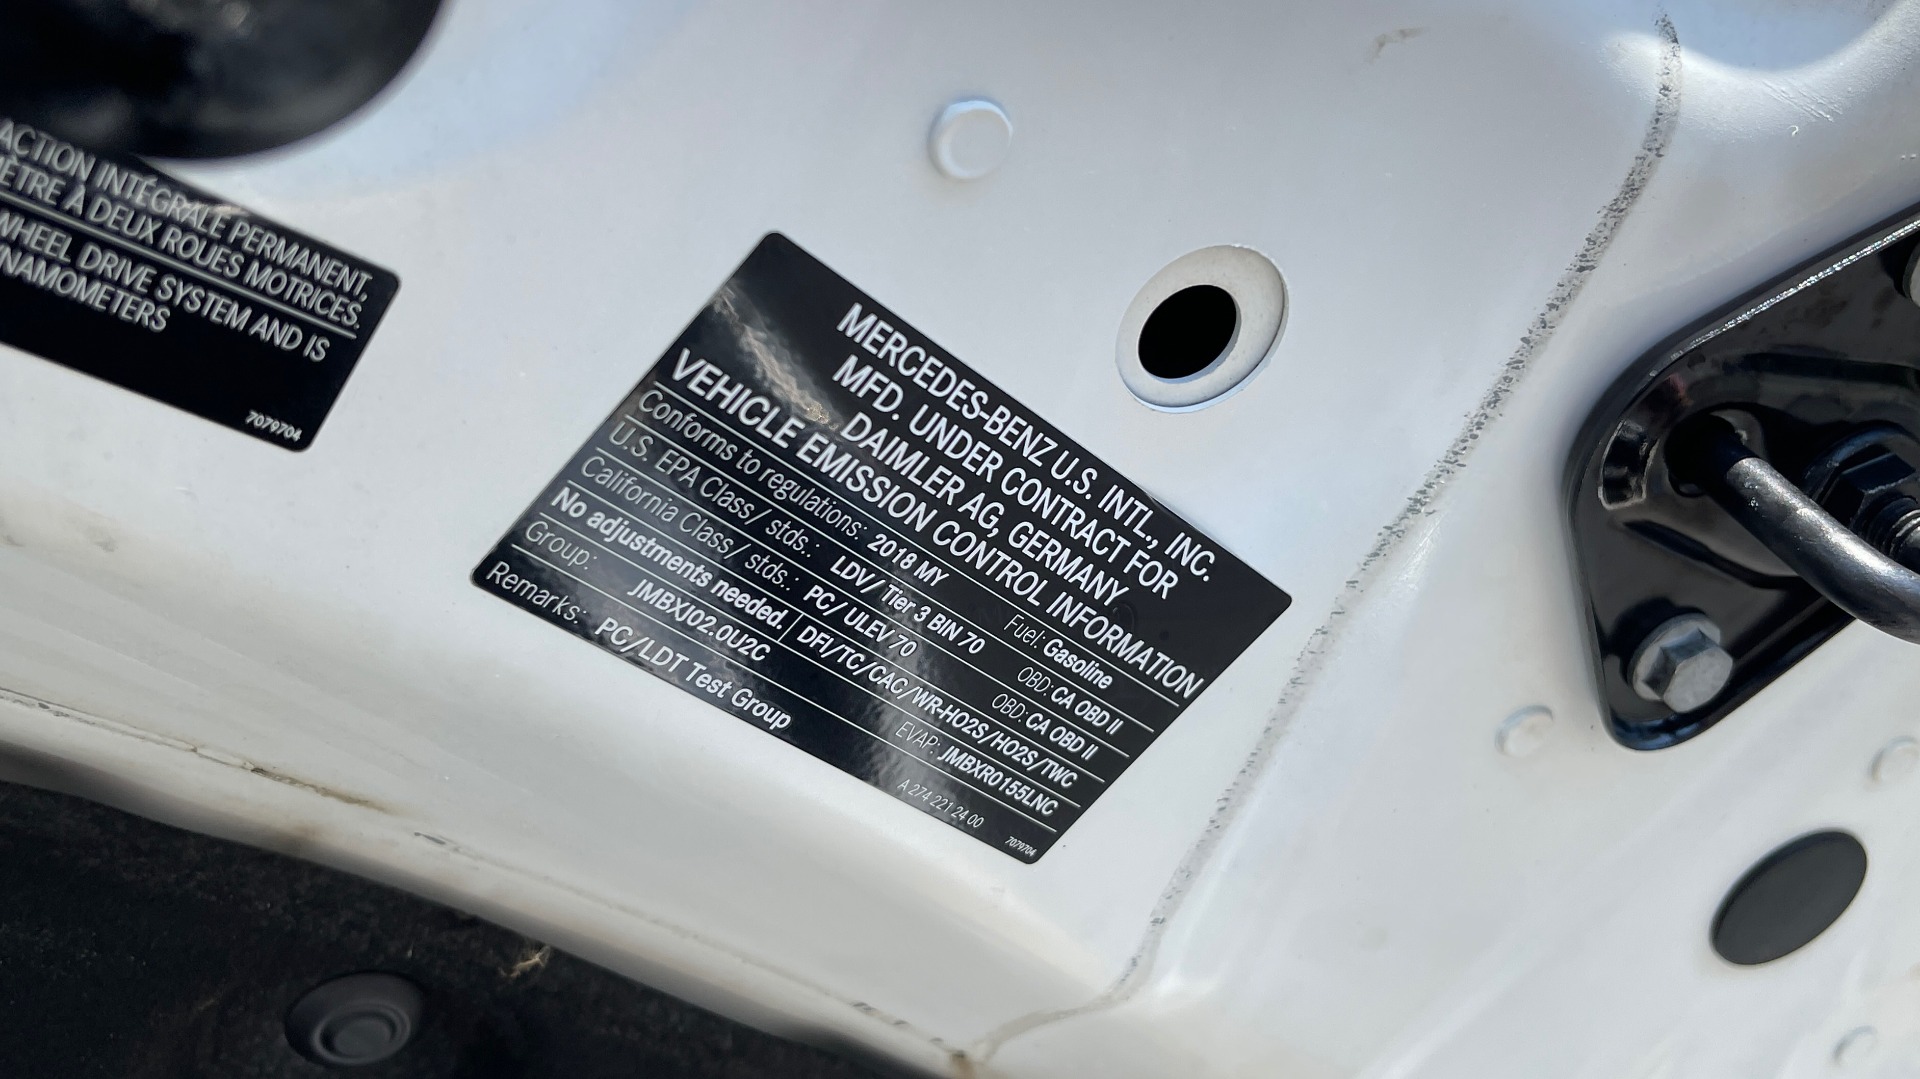 ACTION INTÉGRALE PERMANENT,
ÈTRE À DEUX ROUES MOTRICES.
WHEEL DRIVE SYSTEM AND IS
NAMOMETERS
7079704
MERCEDES-BENZ U.S. INTL., INC.
MFD. UNDER CONTRACT FOR
DAIMLER AG, GERMANY
VEHICLE EMISSION CONTROL INFORMATION
Conforms to regulations: 2018 MY Fuel: Gasoline
U.S. EPA Class/ stds.: LDV/ Tier 3 BIN 70 OBD: CA OBD II
California Class/ stds.: PC/ ULEV 70 OBD: CA OBD II
No adjustments needed. DFI/TC/CAC/WR-HO2S/HO2S/TWC
Group: JMBXJ02.0U2C EVAP: JMBXR0155LNC
Remarks: PC/LDT Test Group
A 274 221 24 00
7079704